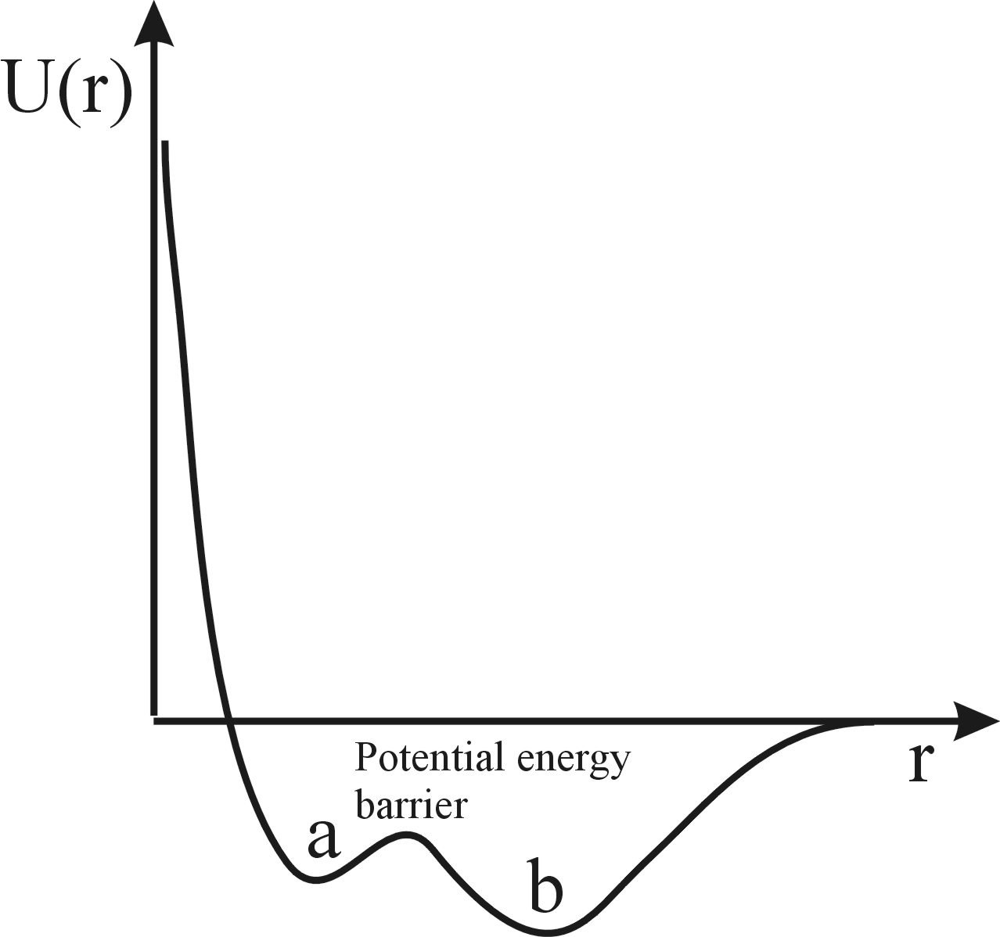 U(r)
Potential energy
barrier
r
a
b